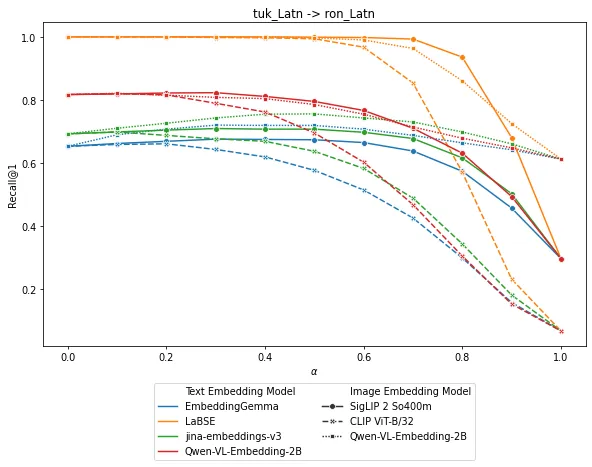 tuk_Latn -> ron_Latn
1.0
0.8
0.6
0.4
0.2
Recall@1
0.0 0.2 0.4 0.6 0.8 1.0
α
Text Embedding Model Image Embedding Model
EmbeddingGemma SigLIP 2 So400m
LaBSE CLIP ViT-B/32
jina-embeddings-v3 Qwen-VL-Embedding-2B
Qwen-VL-Embedding-2B